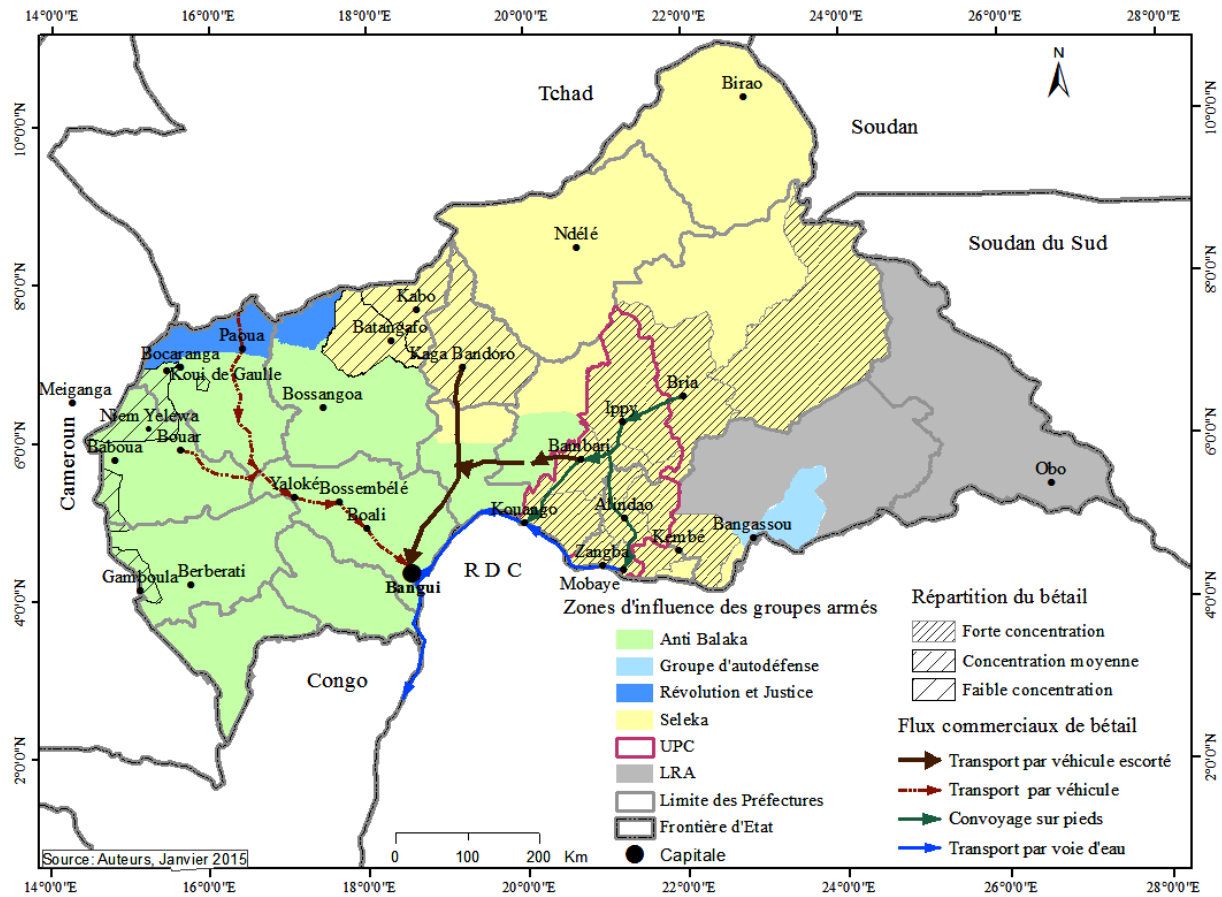 14°0'0"E 16°0'0"E 18°0'0"E 20°0'0"E 22°0'0"E 24°0'0"E 26°0'0"E 28°0'0"E
10°0'0"N
8°0'0"N
6°0'0"N
4°0'0"N
2°0'0"N
10°0'0"N
8°0'0"N
6°0'0"N
4°0'0"N
2°0'0"N
N
Tchad
Birao
Soudan
Ndélé
Soudan du Sud
Kabo
Batangafo
Paoua
Kaga Bandoro
Bocaranga
Koui de Gaulle
Meiganga
Bossangoa
Bria
Ippy
Niem Yelewa
Bouar
Baboua
Bambari
Cameroun
Obo
Yaloké
Bossembélé
Boali
Kouango
Alindao
Bangassou
Kembé
Zangba
Mobaye
Gamboula
Berberati
Bangui
R D C
Congo
Zones d'influence des groupes armés
Anti Balaka
Groupe d'autodéfense
Révolution et Justice
Seleka
UPC
LRA
Limite des Préfectures
Frontière d'Etat
Capitale
Répartition du bétail
Forte concentration
Concentration moyenne
Faible concentration
Flux commerciaux de bétail
Transport par véhicule escorté
Transport par véhicule
Convoyage sur pieds
Transport par voie d'eau
0 100 200 Km
Source: Auteurs, Janvier 2015
14°0'0"E 16°0'0"E 18°0'0"E 20°0'0"E 22°0'0"E 24°0'0"E 26°0'0"E 28°0'0"E